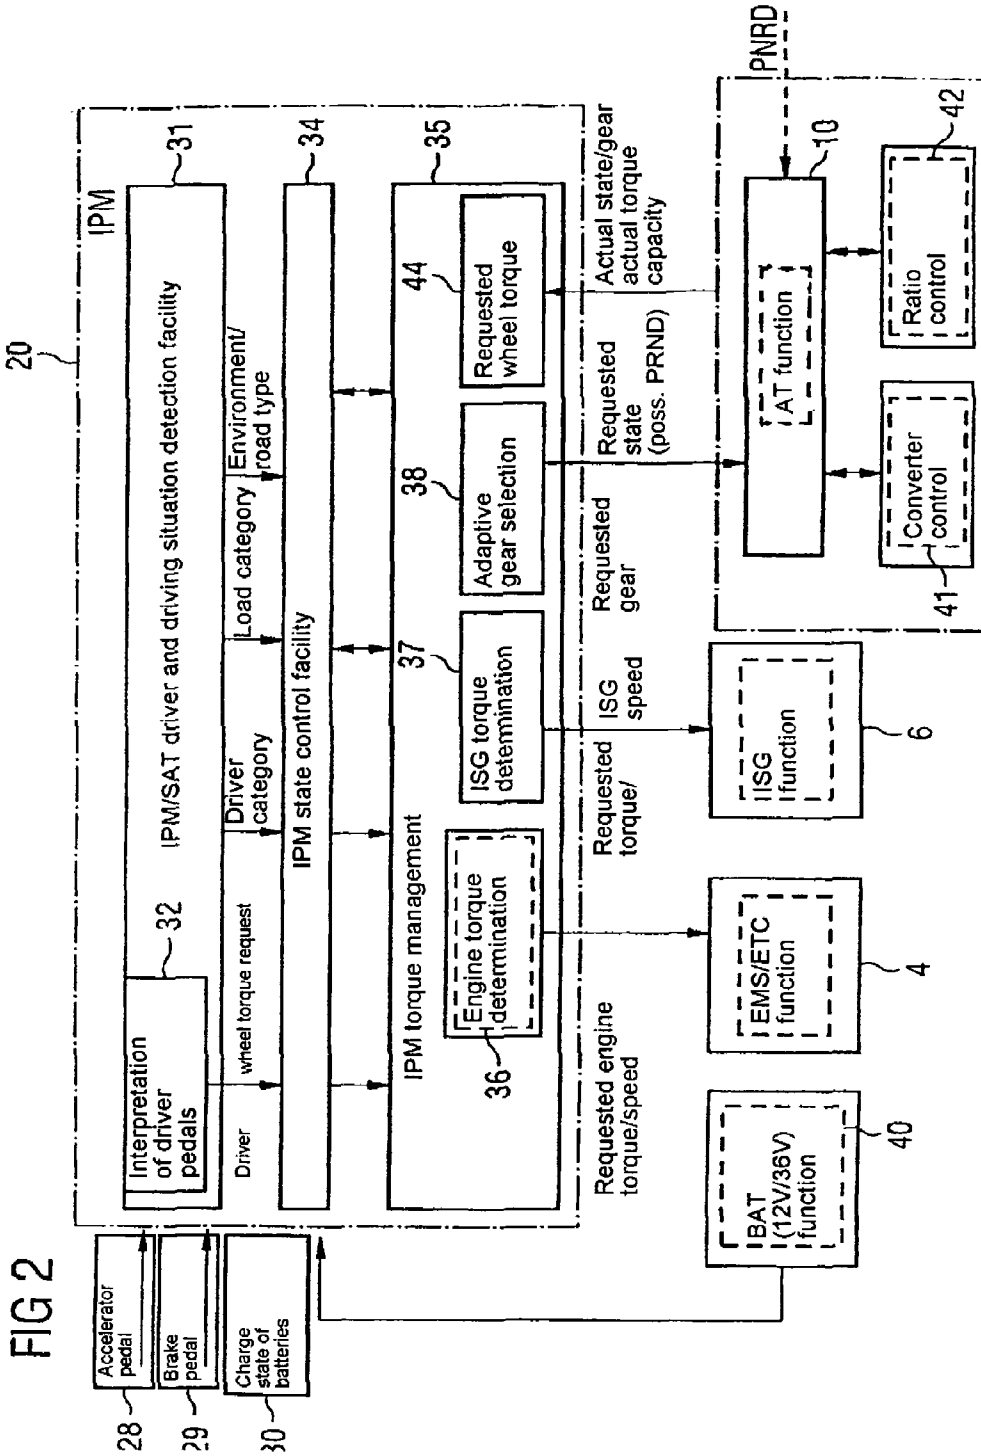 FIG 2
20
IPM
Accelerator
pedal
28
Brake
pedal
29
Charge
state of
batteries
30
IPM/SAT driver and driving situation detection facility
31
Interpretation
of driver
pedals
32
Driver
wheel torque request
Driver
category
Load category
Environment/
road type
IPM state control facility
34
IPM torque management
35
Engine torque
determination
36
ISG torque
determination
37
Adaptive
gear selection
38
Requested
wheel torque
44
Requested engine
torque/speed
Requested
torque/
ISG
speed
Requested
gear
Requested
state
(poss. PRND)
Actual state/gear
actual torque
capacity
PNRD
BAT
(12V/36V)
function
40
EMS/ETC
function
4
ISG
function
6
AT function
10
Converter
control
41
Ratio
control
42